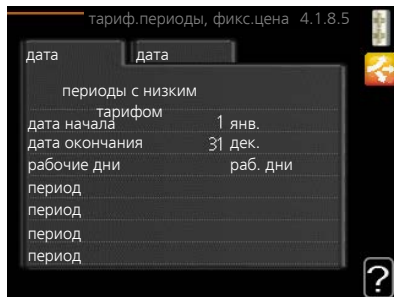 тариф.периоды, фикс.цена 4.1.8.5
дата дата
периоды с низким
тарифом
дата начала 1 янв.
дата окончания 31 дек.
рабочие дни раб. дни
период
период
период
период
?